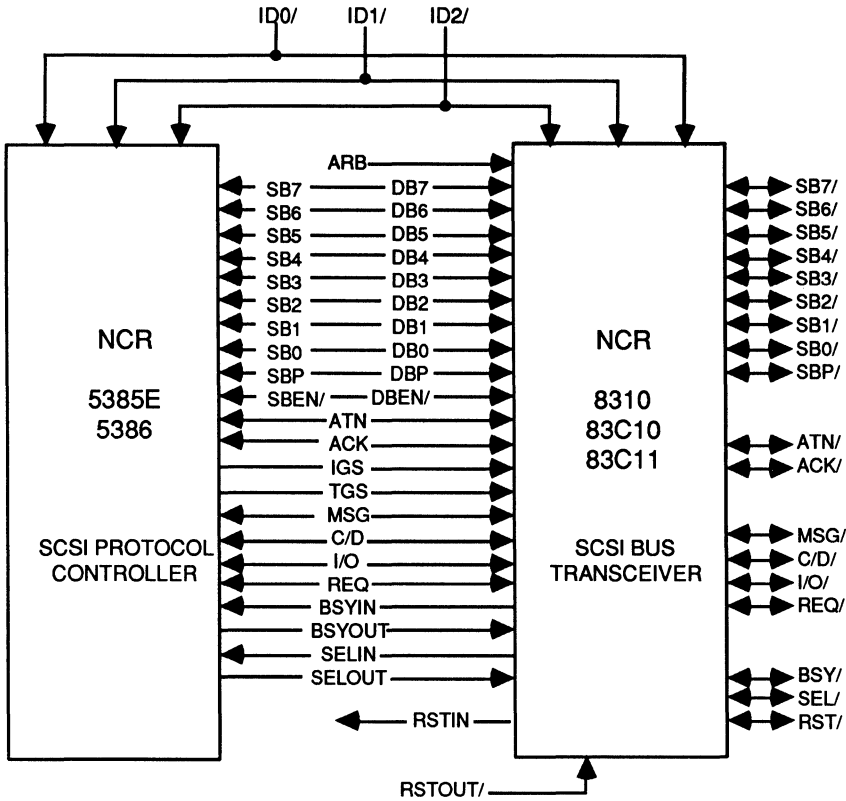 ID0/ ID1/ ID2/
ARB
SB7 DB7 SB7/
SB6 DB6 SB6/
SB5 DB5 SB5/
SB4 DB4 SB4/
SB3 DB3 SB3/
SB2 DB2 SB2/
SB1 DB1 SB1/
SB0 DB0 SB0/
SBP DBP SBP/
SBEN/ DBEN/
ATN ATN/
ACK ACK/
IGS
TGS
MSG MSG/
C/D C/D/
I/O I/O/
REQ REQ/
BSYIN
BSYOUT
SELIN
SELOUT
BSY/
SEL/
RSTIN RST/
RSTOUT/
NCR
5385E
5386
SCSI PROTOCOL
CONTROLLER
NCR
8310
83C10
83C11
SCSI BUS
TRANSCEIVER